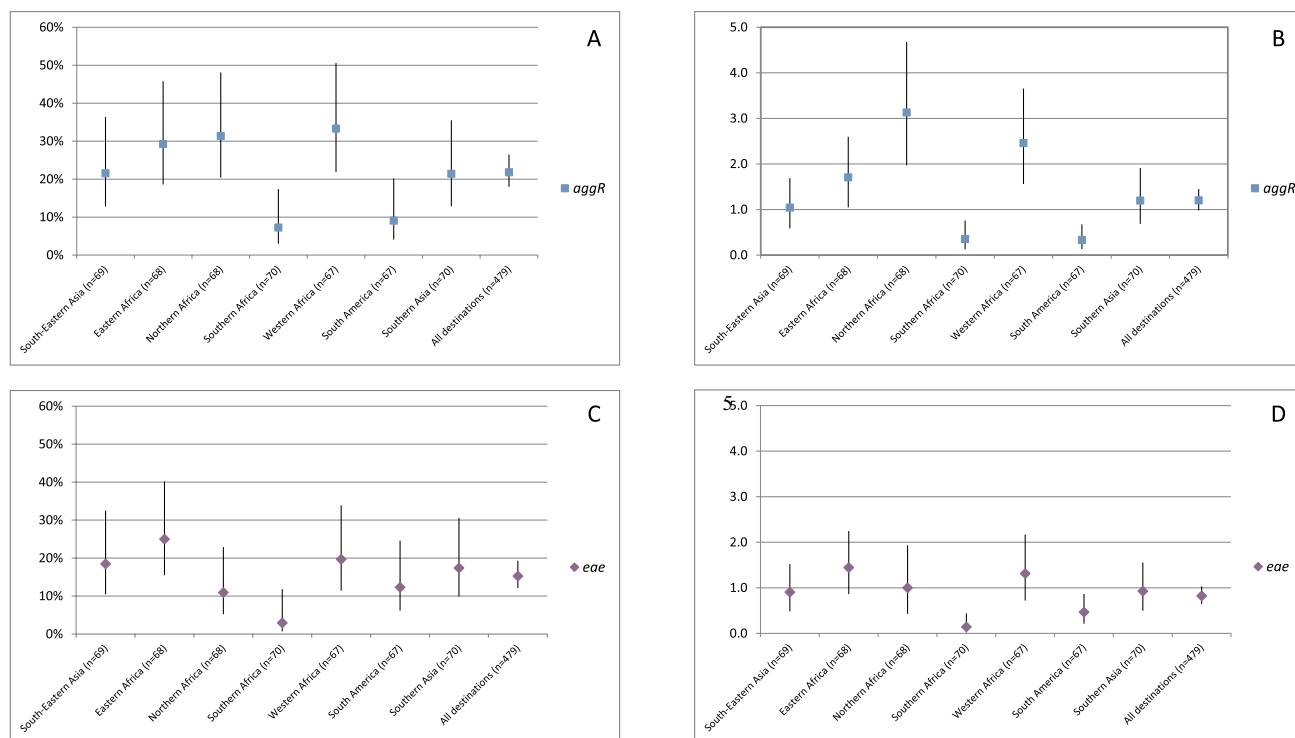 A
60%
50%
40%
30%
20%
10%
0%
aggR
South-Eastern Asia (n=69)
Eastern Africa (n=68)
Northern Africa (n=68)
Southern Africa (n=70)
Western Africa (n=67)
South America (n=67)
Southern Asia (n=70)
All destinations (n=479)
B
5.0
4.0
3.0
2.0
1.0
0.0
aggR
South-Eastern Asia (n=69)
Eastern Africa (n=68)
Northern Africa (n=68)
Southern Africa (n=70)
Western Africa (n=67)
South America (n=67)
Southern Asia (n=70)
All destinations (n=479)
C
60%
50%
40%
30%
20%
10%
0%
eae
South-Eastern Asia (n=69)
Eastern Africa (n=68)
Northern Africa (n=68)
Southern Africa (n=70)
Western Africa (n=67)
South America (n=67)
Southern Asia (n=70)
All destinations (n=479)
D
5
5.0
4.0
3.0
2.0
1.0
0.0
eae
South-Eastern Asia (n=69)
Eastern Africa (n=68)
Northern Africa (n=68)
Southern Africa (n=70)
Western Africa (n=67)
South America (n=67)
Southern Asia (n=70)
All destinations (n=479)